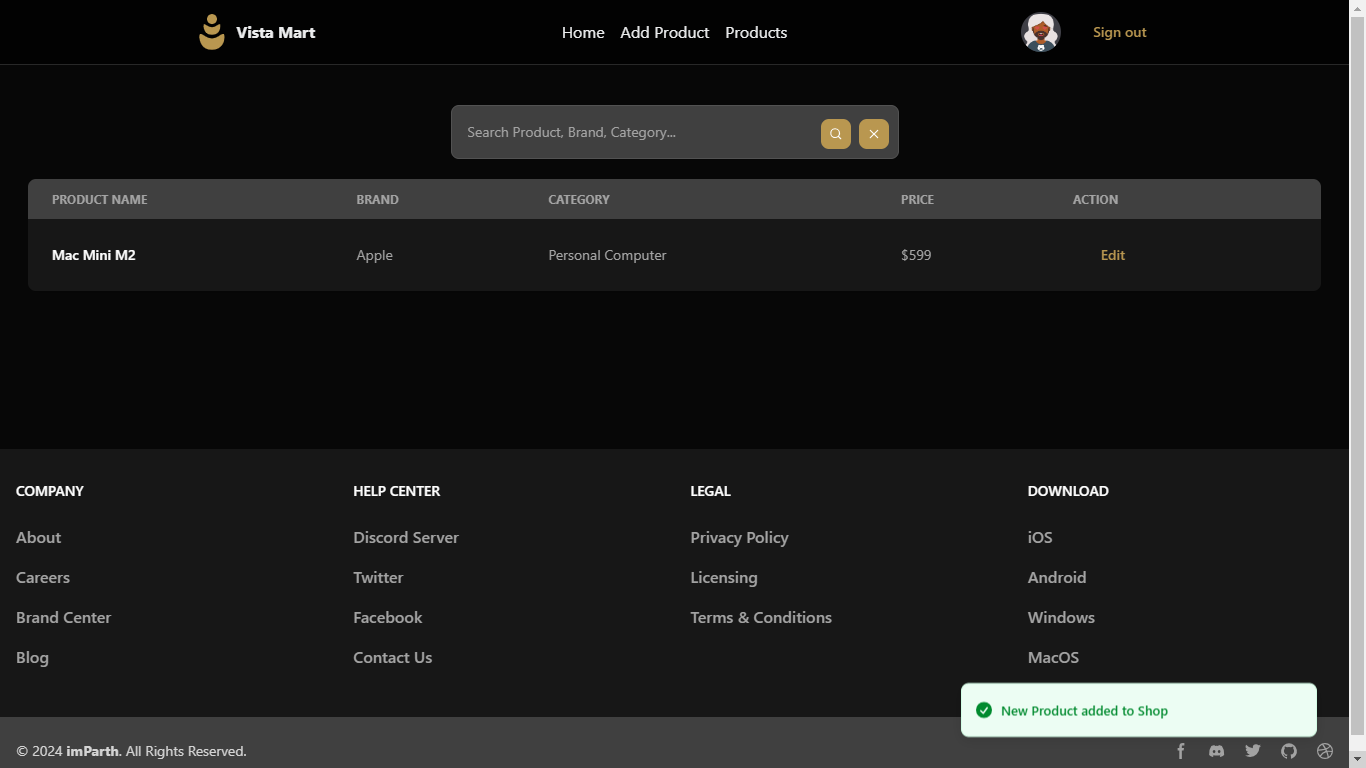 Vista Mart
Home Add Product Products
Sign out
Search Product, Brand, Category...
PRODUCT NAME BRAND CATEGORY PRICE ACTION
Mac Mini M2 Apple Personal Computer $599 Edit
COMPANY HELP CENTER LEGAL DOWNLOAD
About Discord Server Privacy Policy iOS
Careers Twitter Licensing Android
Brand Center Facebook Terms & Conditions Windows
Blog Contact Us MacOS
New Product added to Shop
© 2024 imParth. All Rights Reserved.